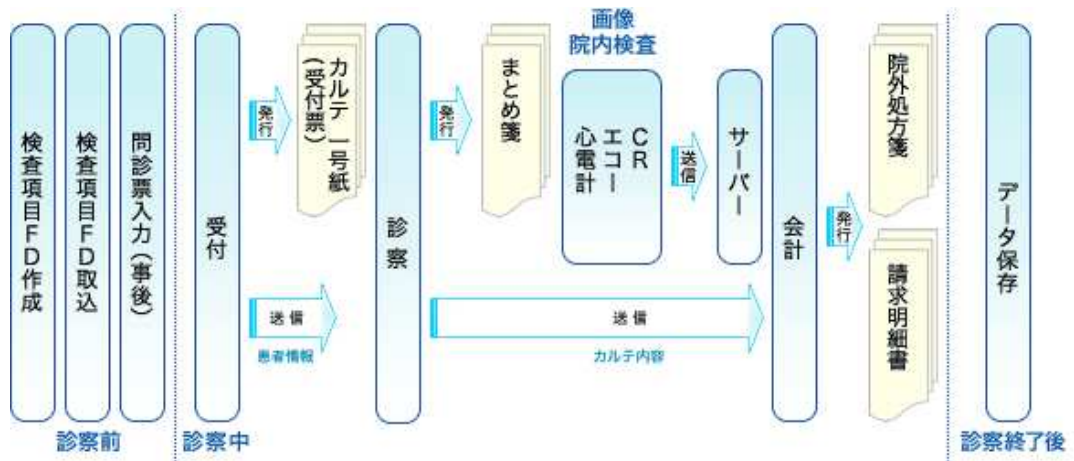 検査項目FD作成
検査項目FD取込
問診票入力(事後)
診察前
受付
発行
カルテ 一号紙
(受付票)
送信
患者情報
診察中
診察
発行
まとめ箋
画像
院内検査
CR
エコー
心電計
送信
サーバー
送信
カルテ内容
会計
発行
院外処方箋
請求明細書
データ保存
診察終了後